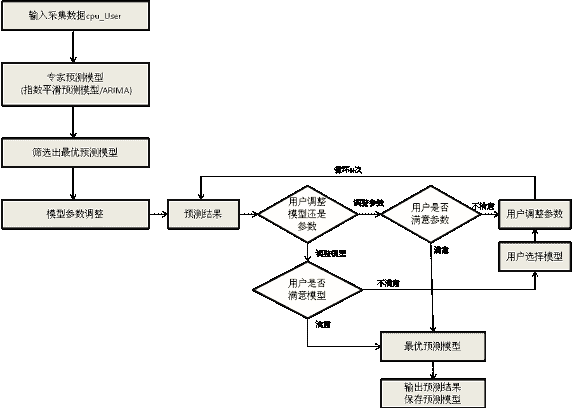 输入采集数据cpu_User
专家预测模型
(指数平滑预测模型/ARIMA)
筛选出最优预测模型
模型参数调整
预测结果
循环n次
用户调整
模型还是
参数
调整参数
用户是否
满意参数
不满意
用户调整参数
调整模型
满意
用户选择模型
用户是否
满意模型
不满意
满意
最优预测模型
输出预测结果
保存预测模型